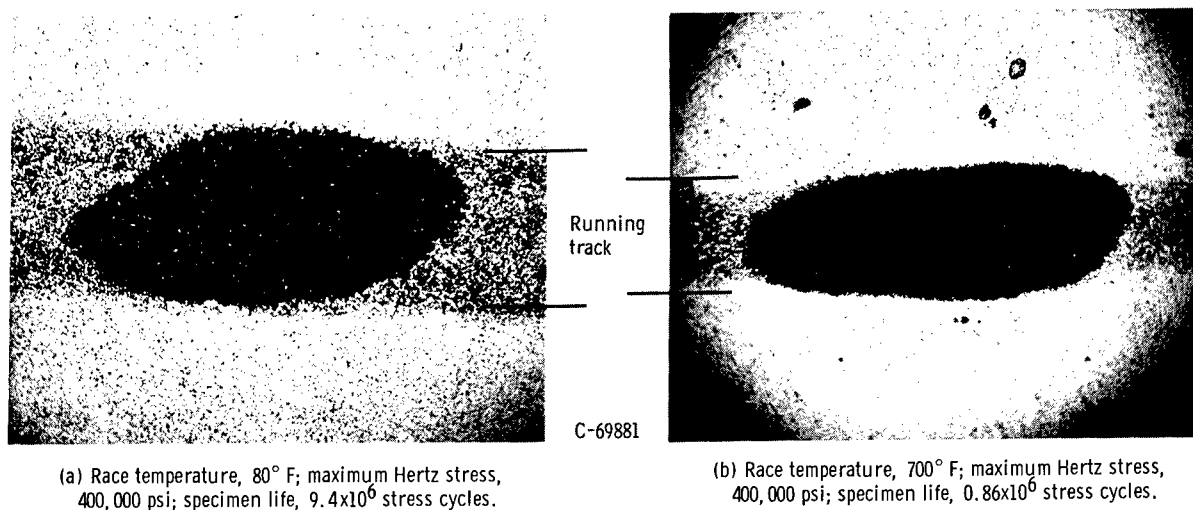 Running
track
C-69881
(a) Race temperature, 80° F; maximum Hertz stress,
400,000 psi; specimen life, 9.4x10⁶ stress cycles.
(b) Race temperature, 700° F; maximum Hertz stress,
400,000 psi; specimen life, 0.86x10⁶ stress cycles.